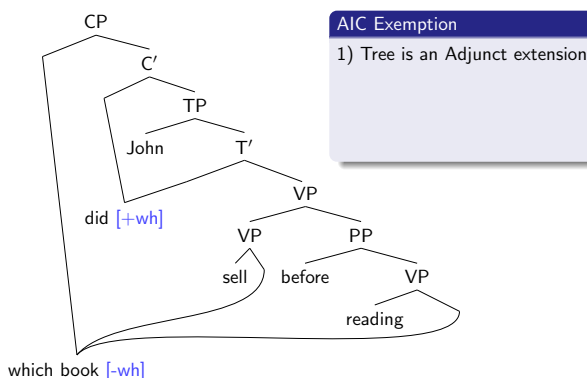 CP
AIC Exemption
C′
1) Tree is an Adjunct extension
TP
John
T′
did [+wh]
VP
VP
PP
sell
before
VP
reading
which book [-wh]